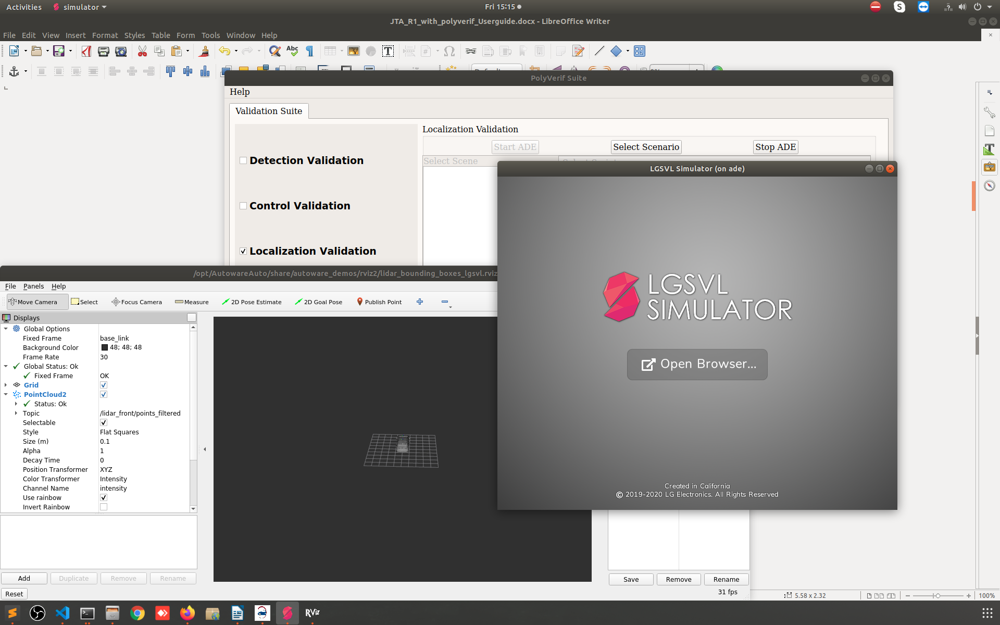 Activities simulator Fri 15:15
JTA_R1_with_polyverif_Userguide.docx - LibreOffice Writer
File Edit View Insert Format Styles Table Form Tools Window Help
Abc
PolyVerif Suite
Help
Validation Suite
Localization Validation
Start ADE Select Scenario Stop ADE
Select Scene
Detection Validation
Control Validation
Localization Validation
LGSVL Simulator (on ade)
LGSVL
SIMULATOR
Open Browser...
Created in California
© 2019-2020 LG Electronics. All Rights Reserved
/opt/AutowareAuto/share/autoware_demos/rviz2/lidar_bounding_boxes_lgsvl.rviz
File Panels Help
Move Camera Select Focus Camera Measure 2D Pose Estimate 2D Goal Pose Publish Point
Displays
Global Options
Fixed Frame base_link
Background Color 48; 48; 48
Frame Rate 30
Global Status: Ok
Fixed Frame OK
Grid
PointCloud2
Status: Ok
Topic /lidar_front/points_filtered
Selectable
Style Flat Squares
Size (m) 0.1
Alpha 1
Decay Time 0
Position Transformer XYZ
Color Transformer Intensity
Channel Name intensity
Use rainbow
Invert Rainbow
Add Duplicate Remove Rename
Save Remove Rename
Reset
31 fps
5.58 x 2.32 100%
RViz